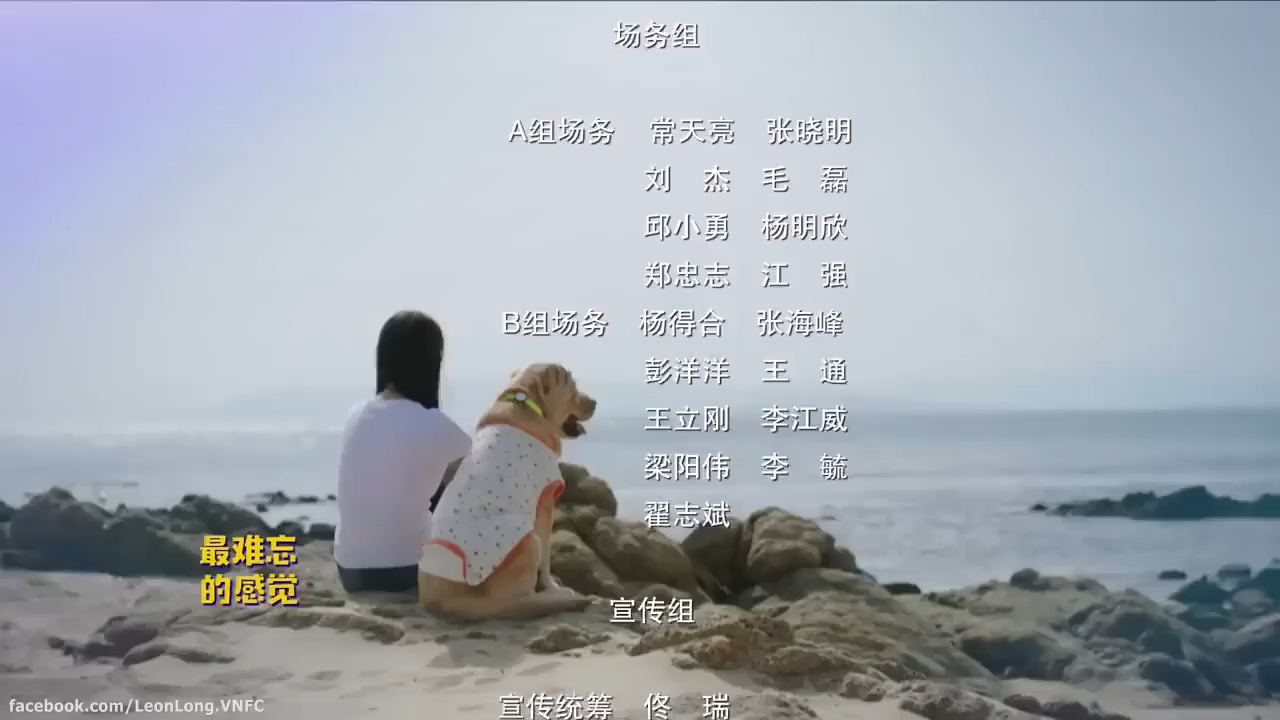 场务组
A组场务 常天亮 张晓明
刘 杰 毛 磊
邱小勇 杨明欣
郑忠志 江 强
B组场务 杨得合 张海峰
彭洋洋 王 通
王立刚 李江威
梁阳伟 李 毓
翟志斌
最难忘
的感觉
宣传组
宣传统筹 佟 瑞
facebook.com/LeonLong.VNFC